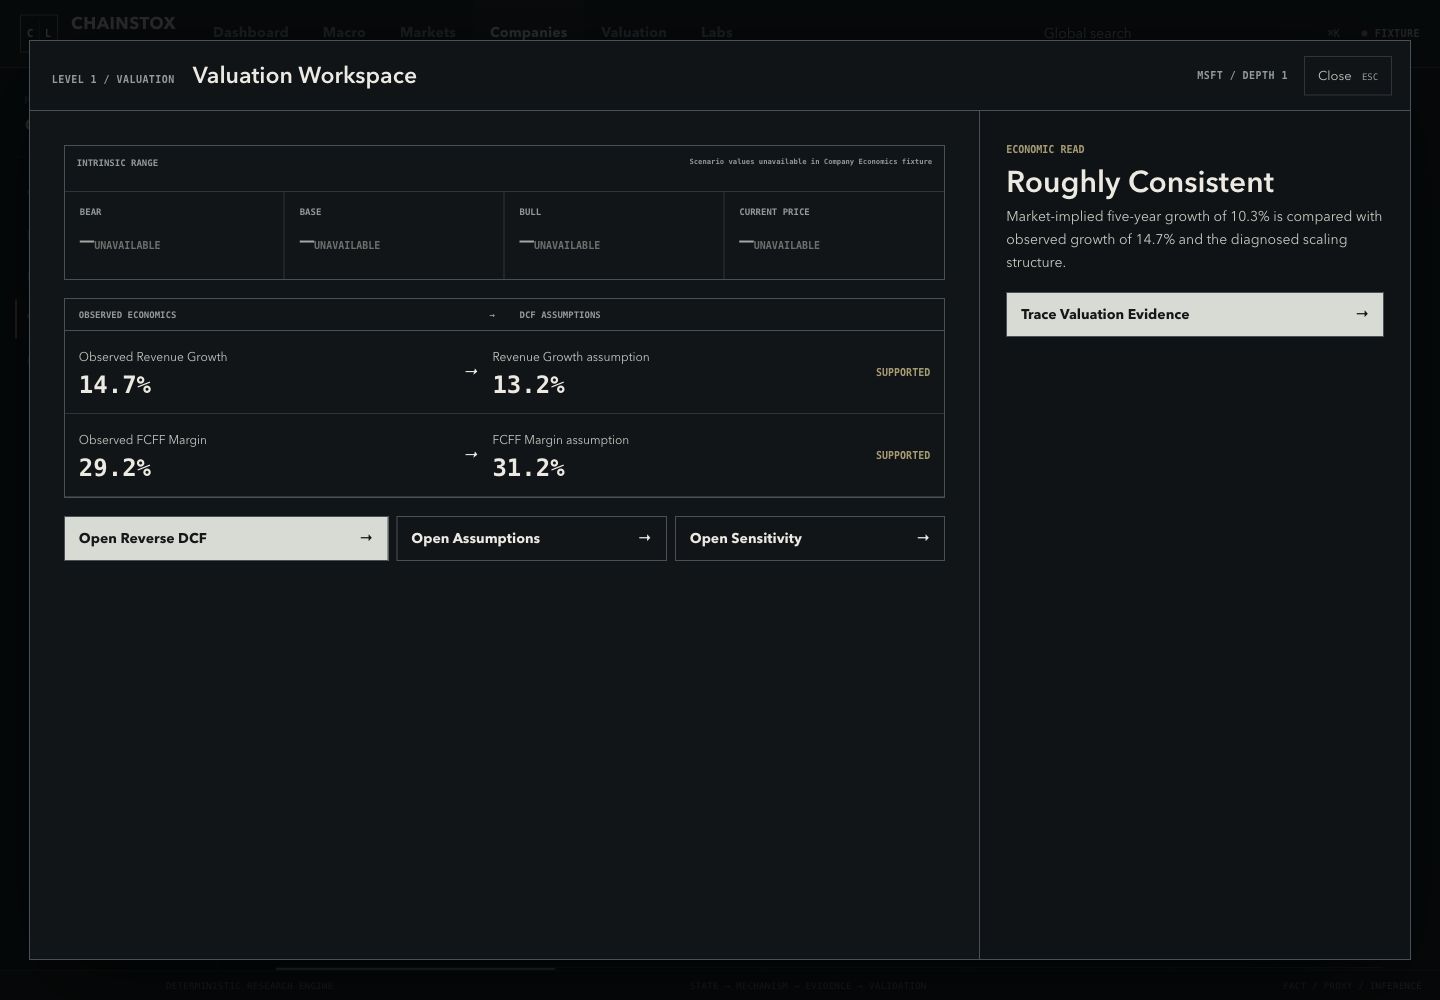 C L
CHAINSTOX
Dashboard Macro Markets Companies Valuation Labs
Global search
⌘K
● FIXTURE
LEVEL 1 / VALUATION Valuation Workspace
MSFT / DEPTH 1
Close ESC
INTRINSIC RANGE
Scenario values unavailable in Company Economics fixture
BEAR BASE BULL CURRENT PRICE
—UNAVAILABLE —UNAVAILABLE —UNAVAILABLE —UNAVAILABLE
OBSERVED ECONOMICS → DCF ASSUMPTIONS
Observed Revenue Growth Revenue Growth assumption
14.7% → 13.2% SUPPORTED
Observed FCFF Margin FCFF Margin assumption
29.2% → 31.2% SUPPORTED
Open Reverse DCF → Open Assumptions → Open Sensitivity →
ECONOMIC READ
Roughly Consistent
Market-implied five-year growth of 10.3% is compared with
observed growth of 14.7% and the diagnosed scaling
structure.
Trace Valuation Evidence →
DETERMINISTIC RESEARCH ENGINE
STATE → MECHANISM → EVIDENCE → VALUATION
FACT / PROXY / INFERENCE